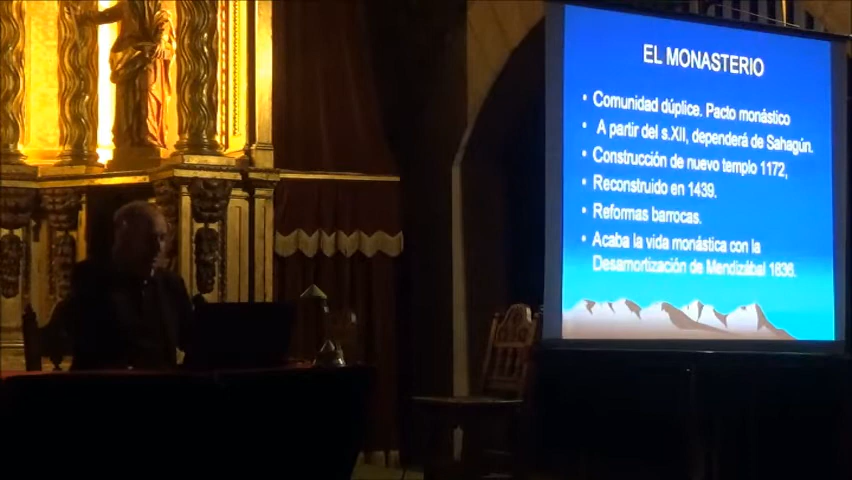 EL MONASTERIO
• Comunidad dúplice. Pacto monástico
• A partir del s.XII, dependerá de Sahagún.
• Construcción de nuevo templo 1172,
• Reconstruido en 1439.
• Reformas barrocas.
• Acaba la vida monástica con la
Desamortización de Mendizábal 1836.